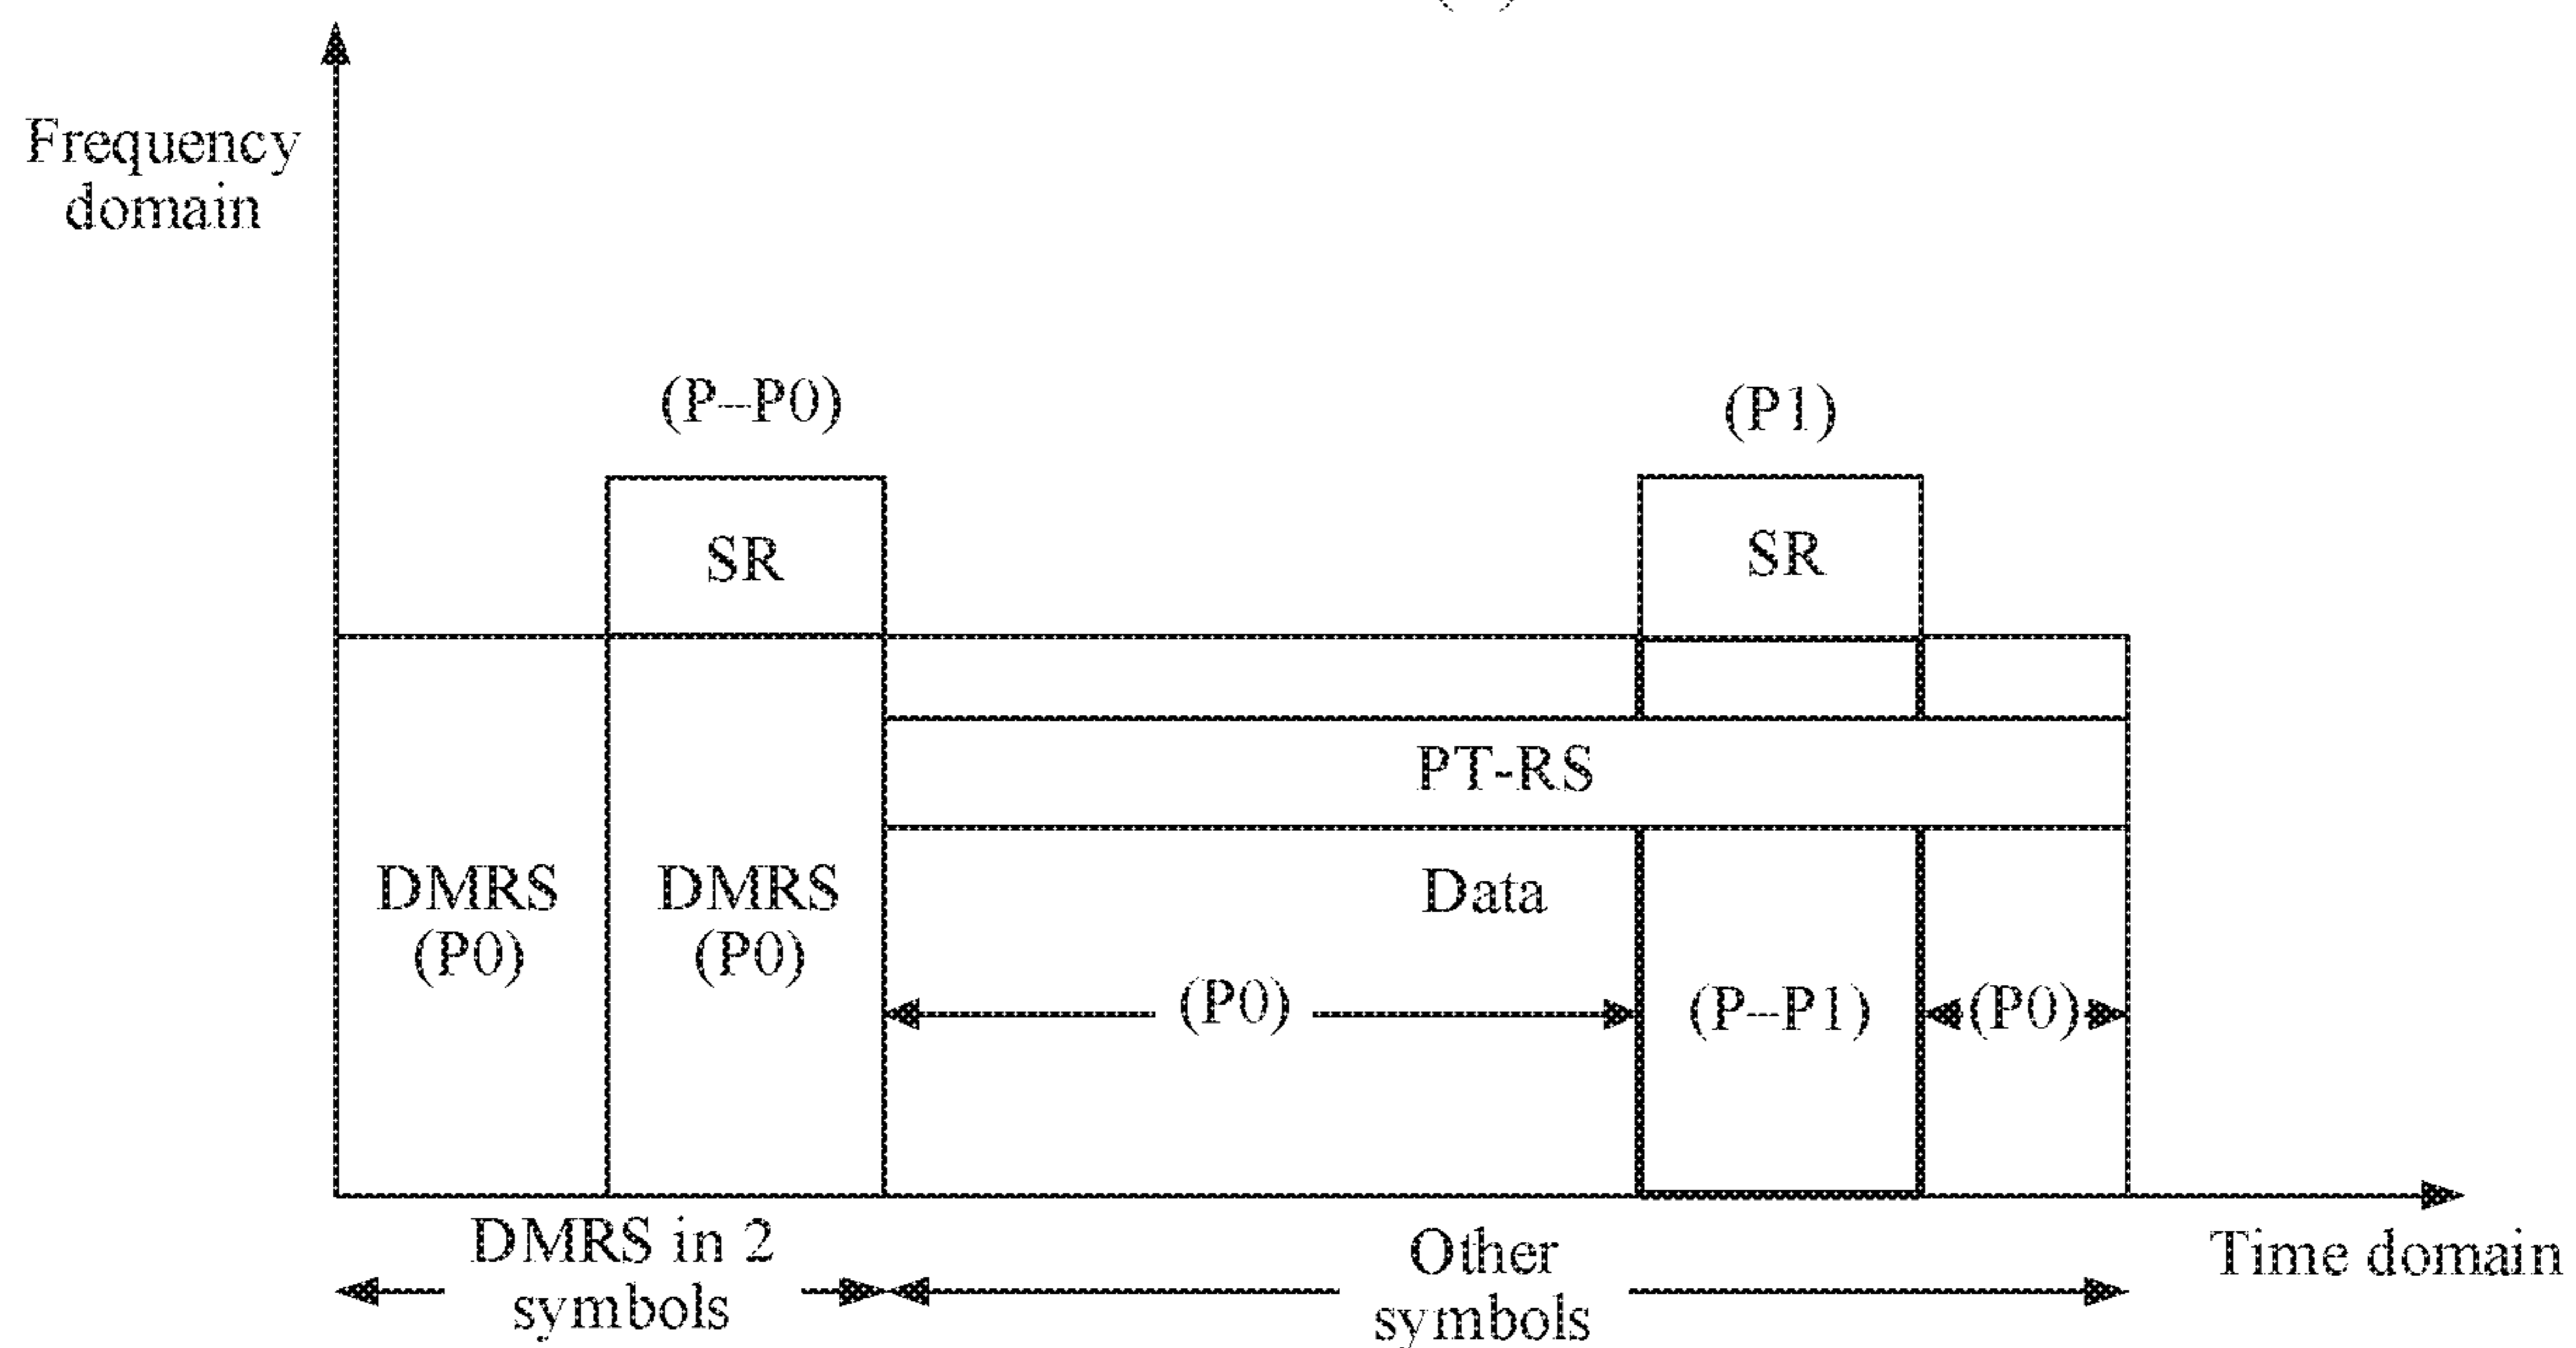 Frequency
domain
(P--P0)
(P1)
SR
SR
PT-RS
DMRS
(P0)
DMRS
(P0)
Data
(P0)
(P--P1)
(P0)
DMRS in 2
symbols
Other
symbols
Time domain